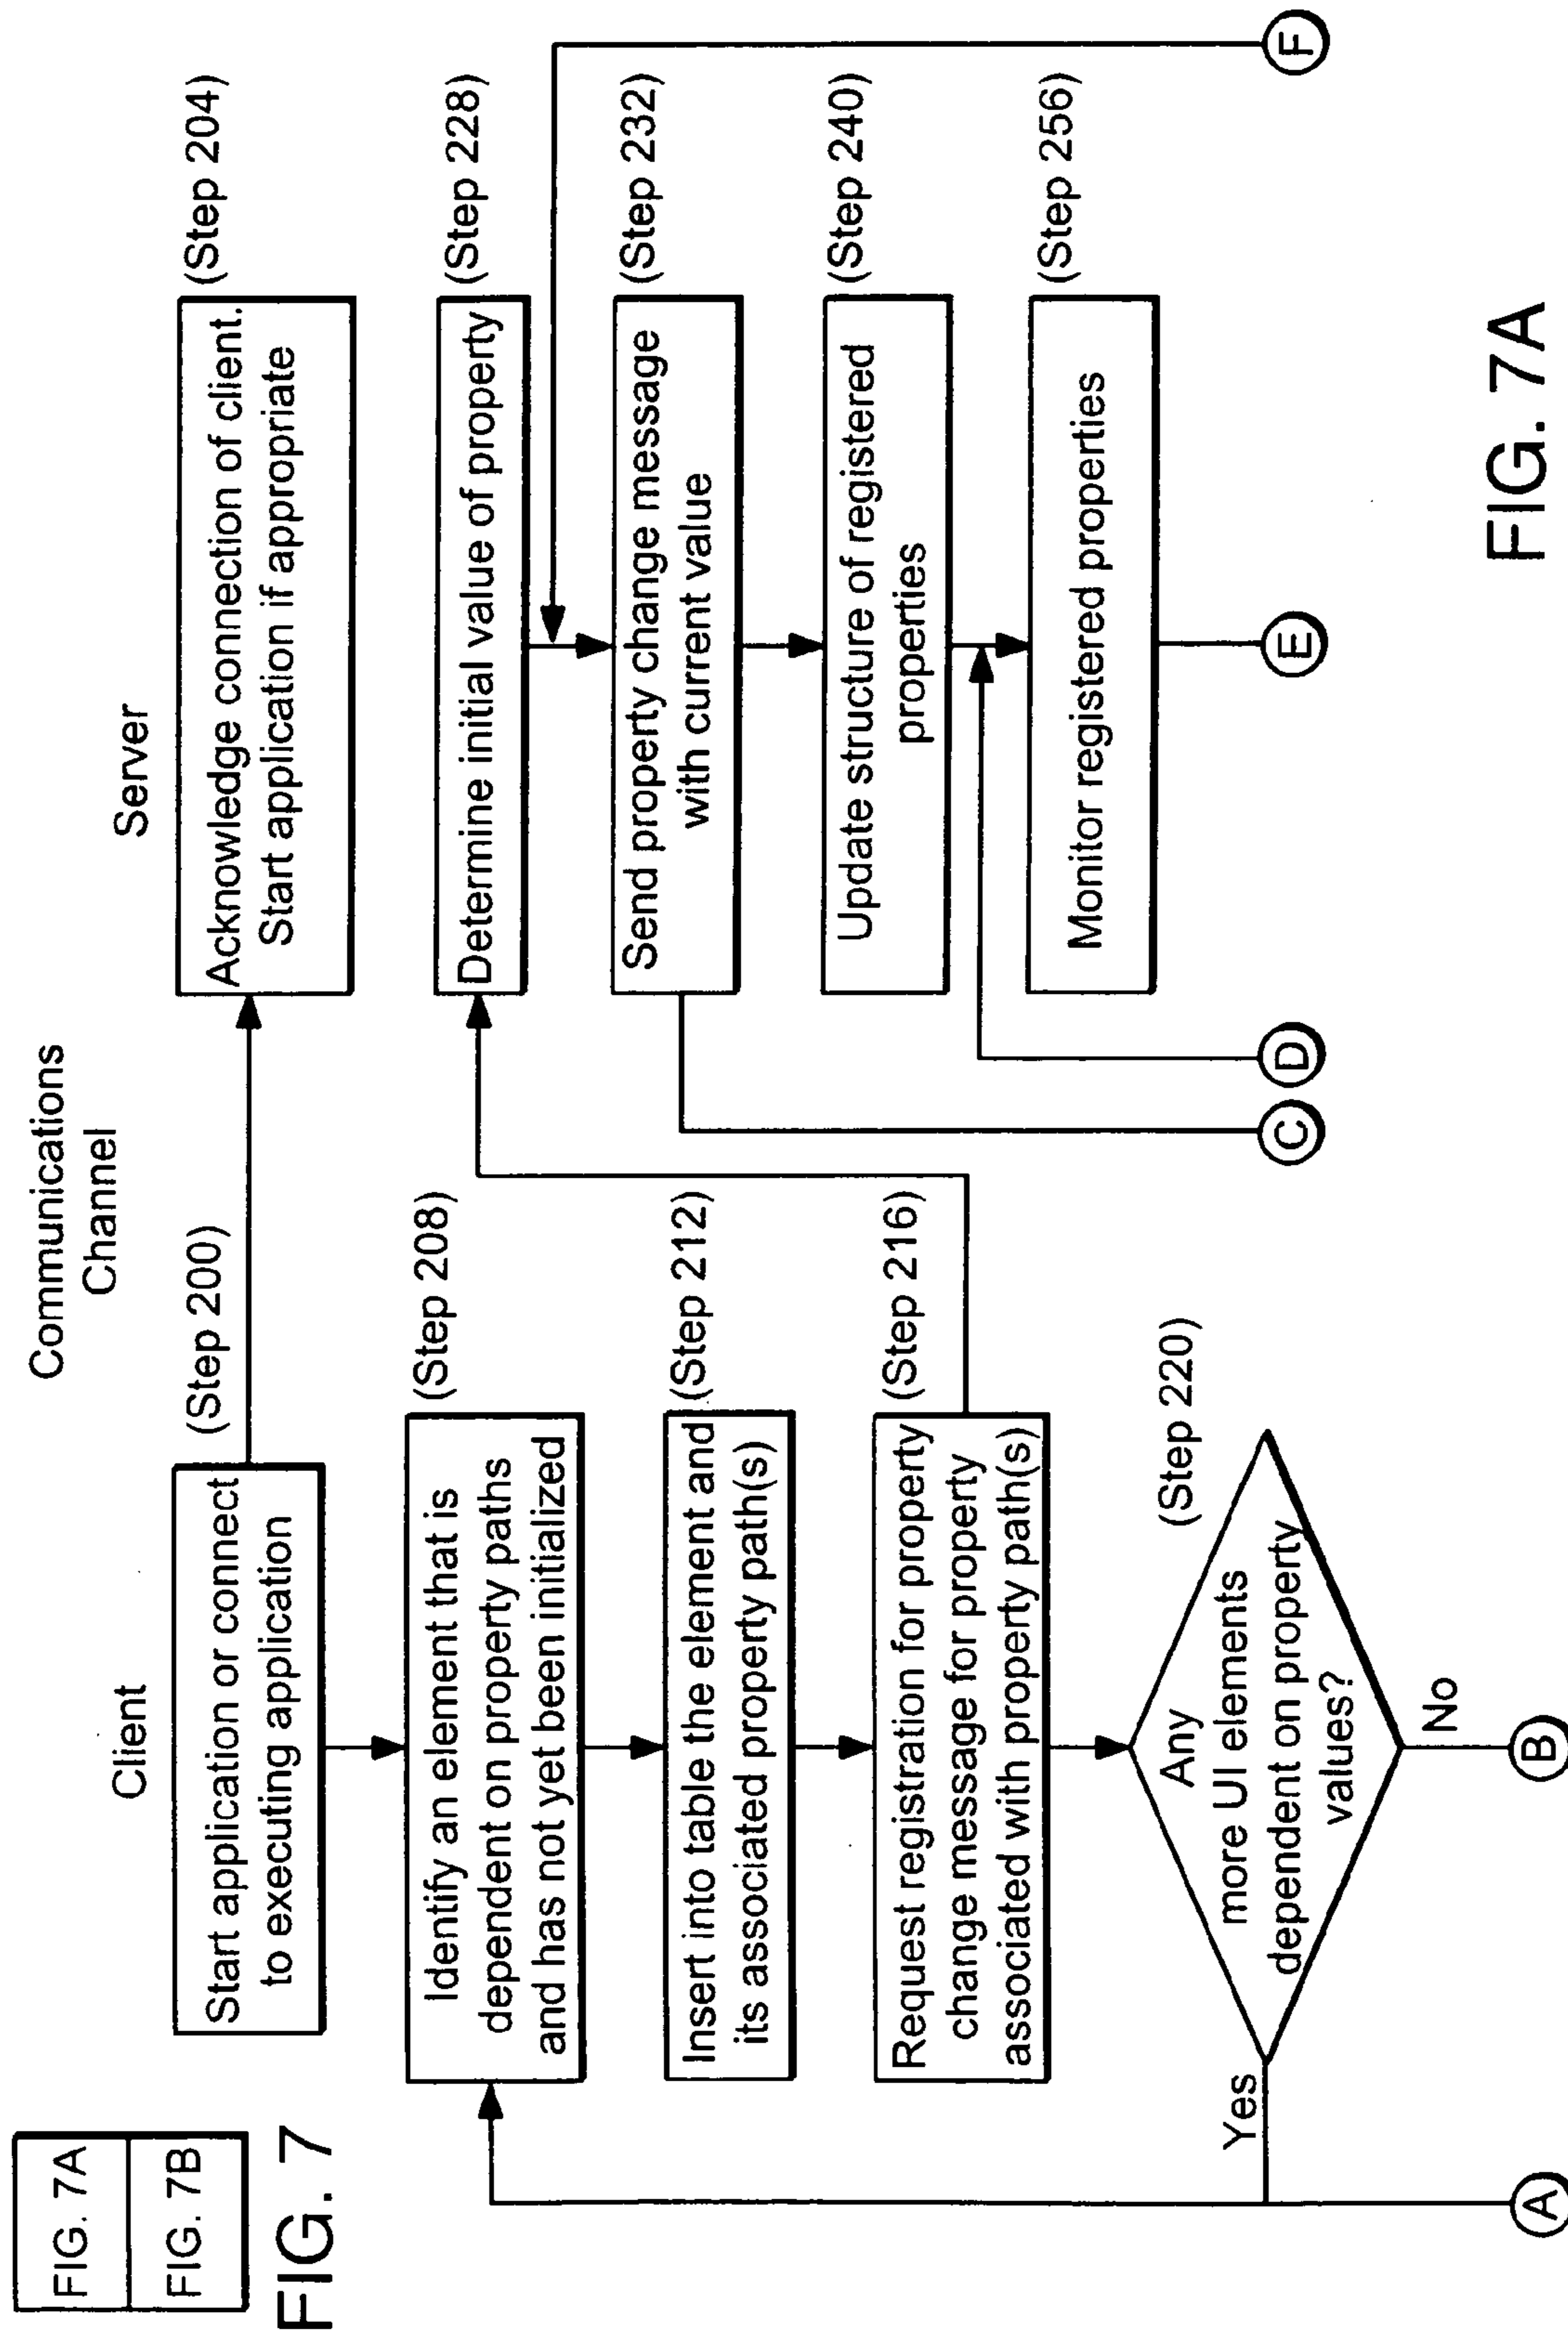 FIG. 7A
FIG. 7B
FIG. 7
Client
Communications
Channel
Server
Start application or connect
to executing application
(Step 200)
Acknowledge connection of client.
Start application if appropriate
(Step 204)
Identify an element that is
dependent on property paths
and has not yet been initialized
(Step 208)
Insert into table the element and
its associated property path(s)
(Step 212)
Request registration for property
change message for property
associated with property path(s)
(Step 216)
Any
more UI elements
dependent on property
values?
(Step 220)
Yes
No
Determine initial value of property
(Step 228)
Send property change message
with current value
(Step 232)
Update structure of registered
properties
(Step 240)
Monitor registered properties
(Step 256)
A
B
C
D
E
F
FIG. 7A